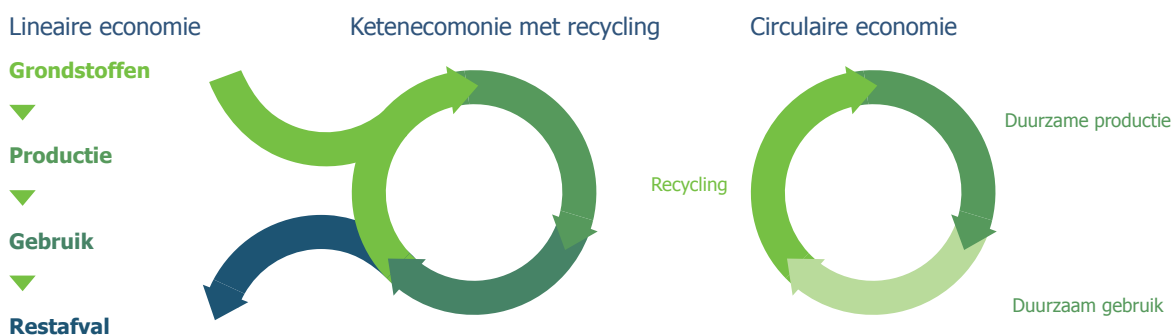 Lineaire economie
Grondstoffen
Productie
Gebruik
Restafval
Ketenecomonie met recycling
Circulaire economie
Recycling
Duurzame productie
Duurzaam gebruik